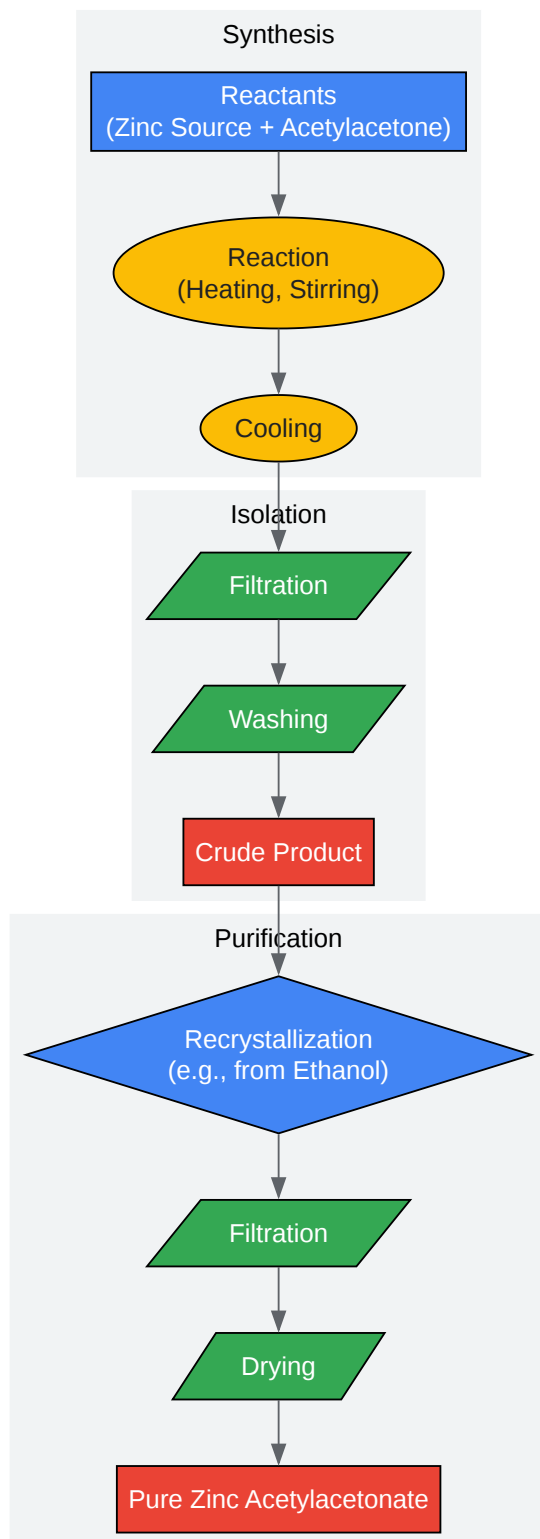 Synthesis
Reactants
(Zinc Source + Acetylacetone)
Reaction
(Heating, Stirring)
Cooling
Isolation
Filtration
Washing
Crude Product
Purification
Recrystallization
(e.g., from Ethanol)
Filtration
Drying
Pure Zinc Acetylacetonate